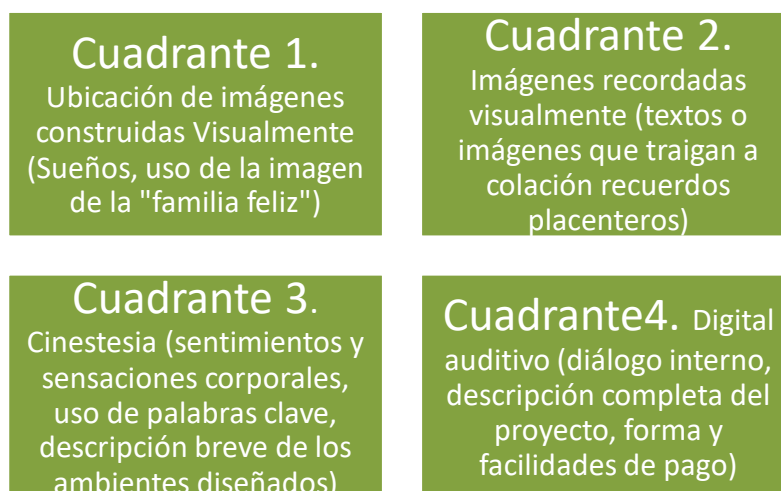 Cuadrante 1.
Ubicación de imágenes
construidas Visualmente
(Sueños, uso de la imagen
de la "familia feliz")
Cuadrante 2.
Imágenes recordadas
visualmente (textos o
imágenes que traigan a
colación recuerdos
placenteros)
Cuadrante 3.
Cinestesia (sentimientos y
sensaciones corporales,
uso de palabras clave,
descripción breve de los
ambientes diseñados)
Cuadrante4. Digital
auditivo (diálogo interno,
descripción completa del
proyecto, forma y
facilidades de pago)